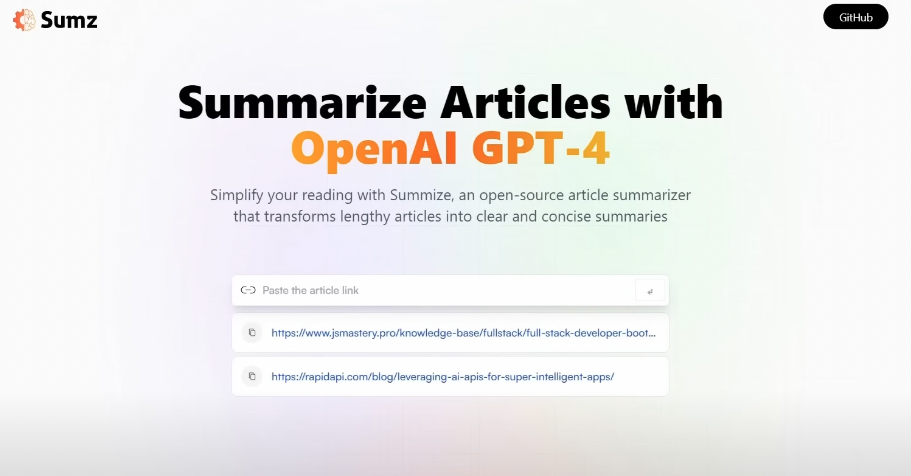 Sumz
GitHub
Summarize Articles with
OpenAI GPT-4
Simplify your reading with Summize, an open-source article summarizer
that transforms lengthy articles into clear and concise summaries
Paste the article link
https://www.jsmastery.pro/knowledge-base/fullstack/full-stack-developer-boot...
https://rapidapi.com/blog/leveraging-ai-apis-for-super-intelligent-apps/